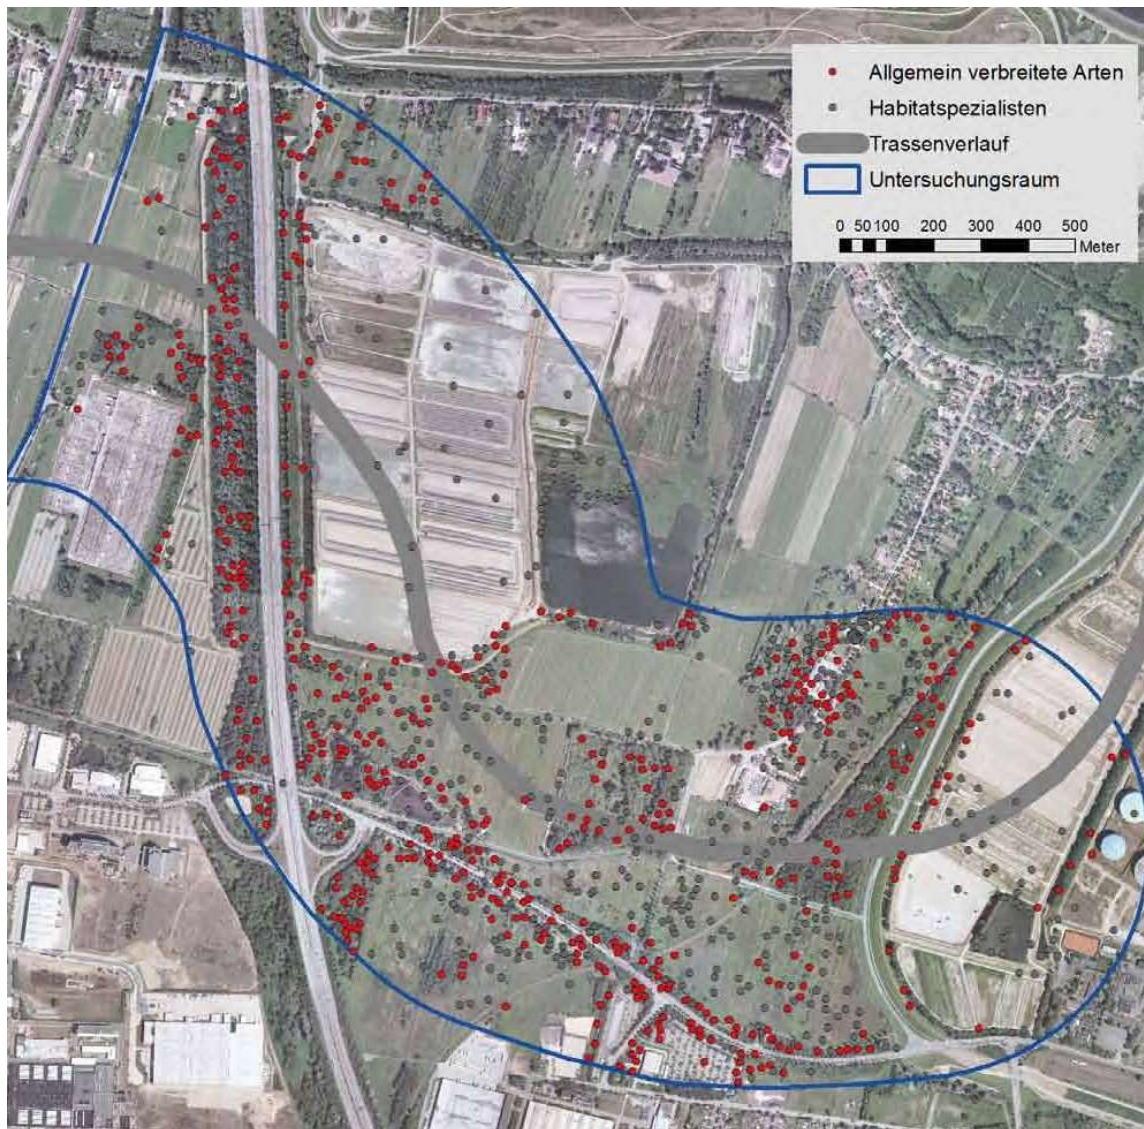 Allgemein verbreitete Arten
Habitatspezialisten
Trassenverlauf
Untersuchungsraum
0 50 100 200 300 400 500
Meter